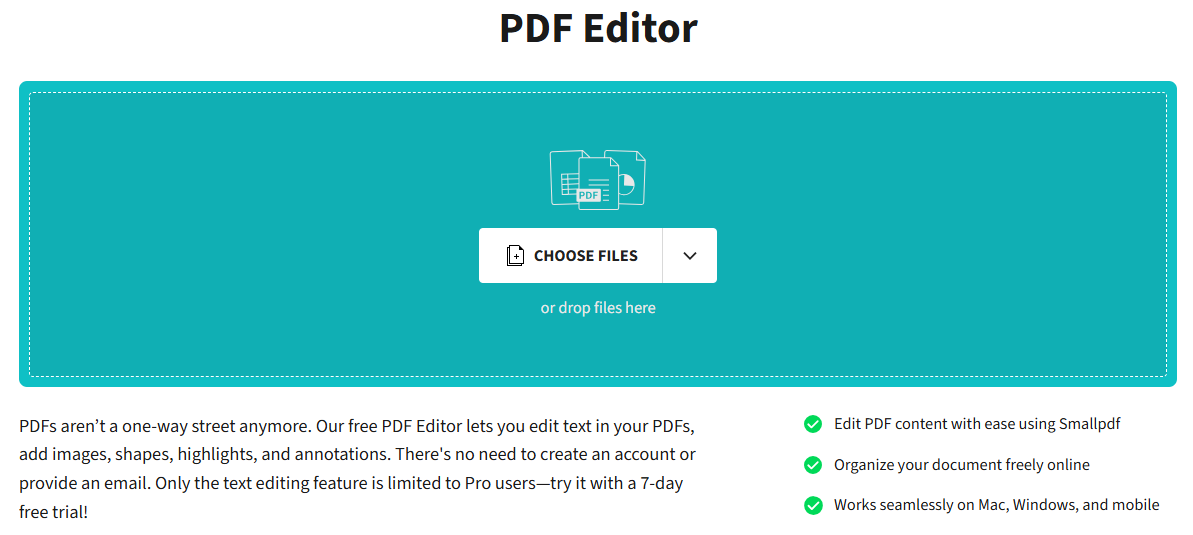 PDF Editor
PDF
CHOOSE FILES
or drop files here
PDFs aren’t a one-way street anymore. Our free PDF Editor lets you edit text in your PDFs,
add images, shapes, highlights, and annotations. There's no need to create an account or
provide an email. Only the text editing feature is limited to Pro users—try it with a 7-day
free trial!
Edit PDF content with ease using Smallpdf
Organize your document freely online
Works seamlessly on Mac, Windows, and mobile